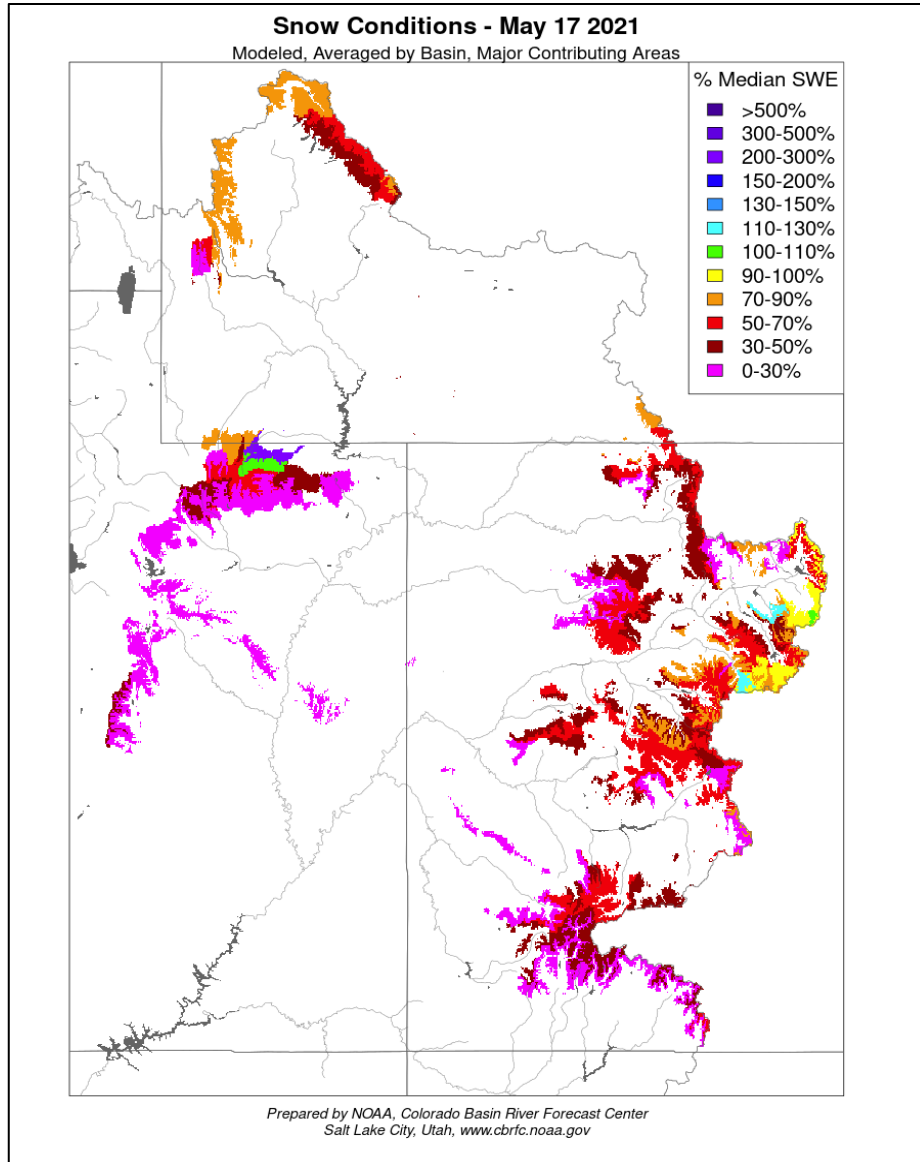 Snow Conditions - May 17 2021
Modeled, Averaged by Basin, Major Contributing Areas
% Median SWE
>500%
300-500%
200-300%
150-200%
130-150%
110-130%
100-110%
90-100%
70-90%
50-70%
30-50%
0-30%
Prepared by NOAA, Colorado Basin River Forecast Center
Salt Lake City, Utah, www.cbrfc.noaa.gov